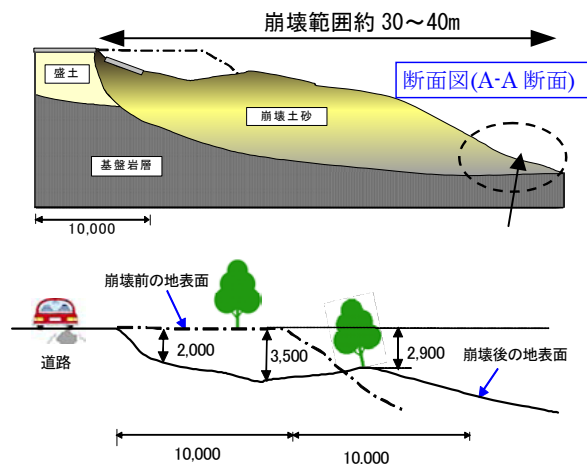 崩壊範囲約 30～40m
断面図(A-A 断面)
盛土
崩壊土砂
基盤岩層
10,000
崩壊前の地表面
道路
2,000
3,500
2,900
崩壊後の地表面
10,000
10,000